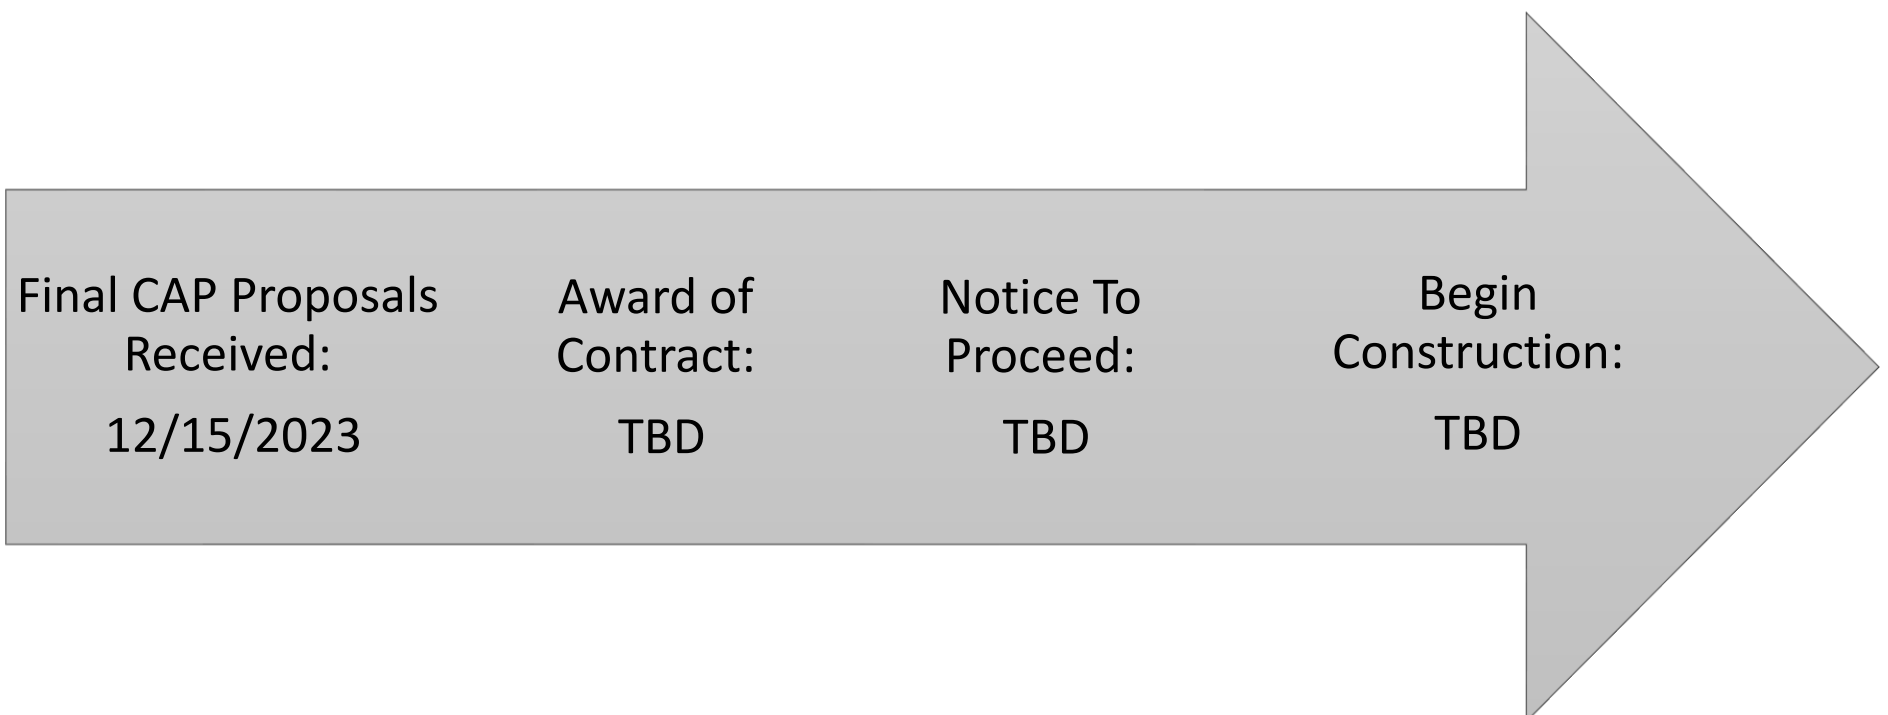 Final CAP Proposals
Received:
12/15/2023
Award of
Contract:
TBD
Notice To
Proceed:
TBD
Begin
Construction:
TBD